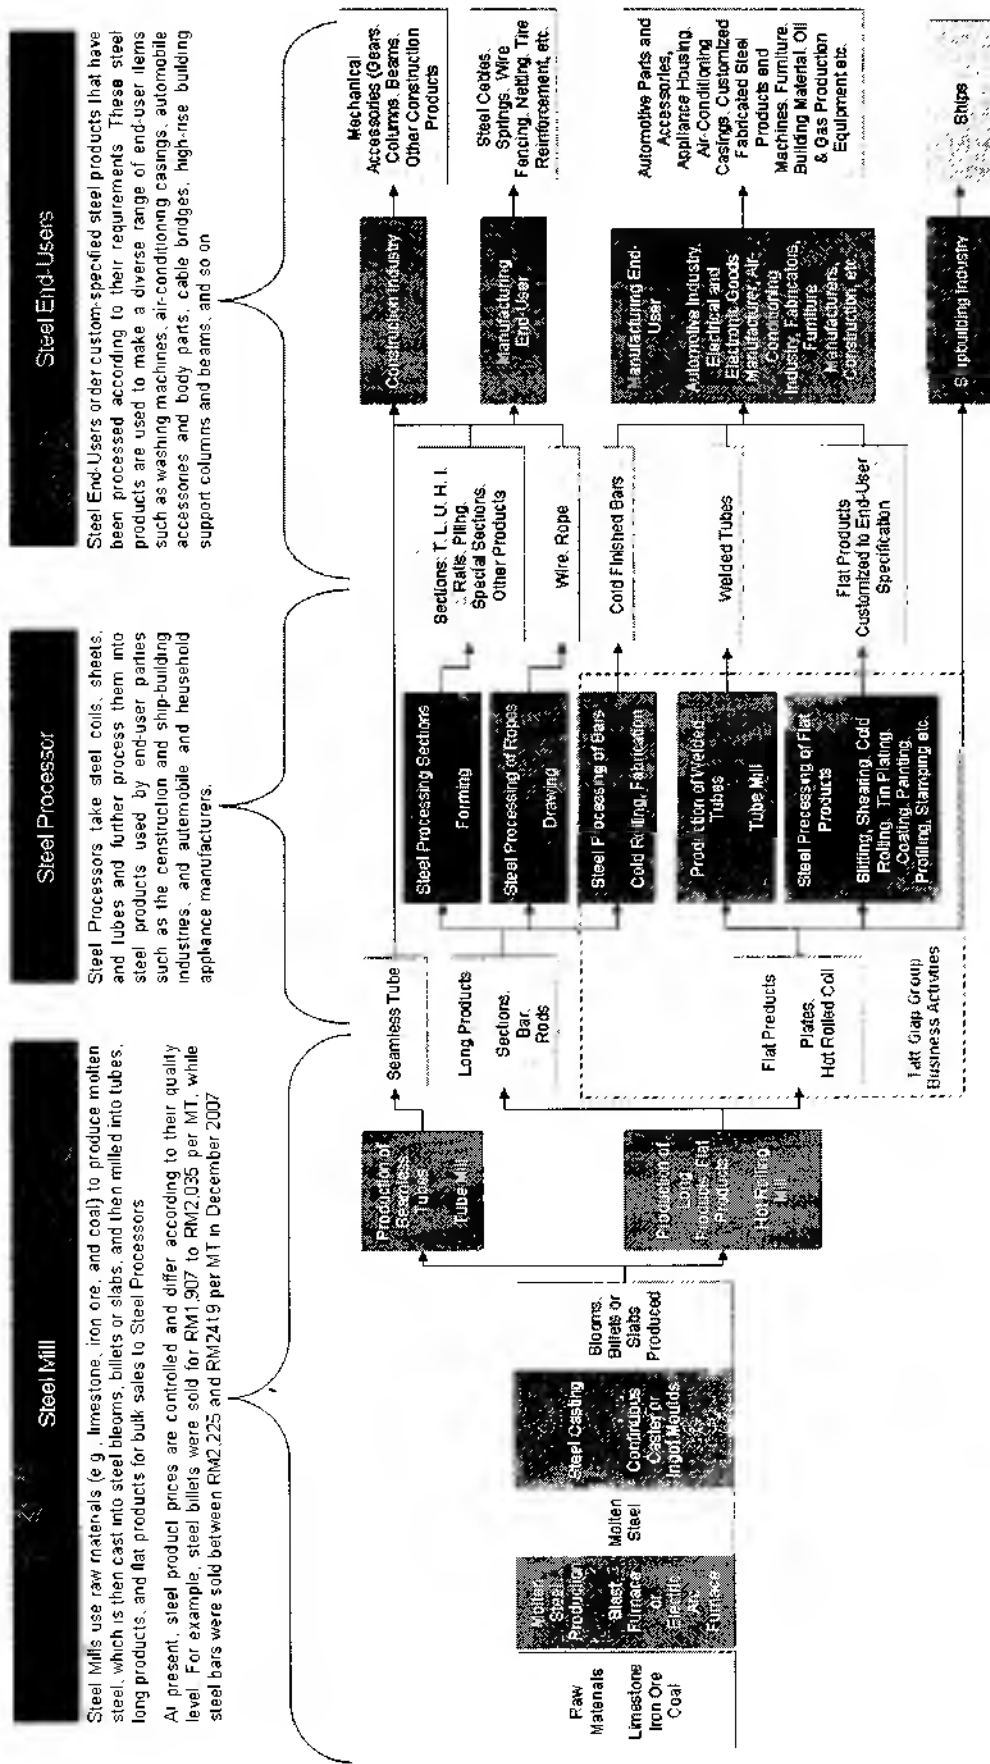 Steel Mill
Steel Mills use raw materials (e.g., limestone, iron ore, and coal) to produce molten
steel, which is then cast into steel bleoms, billets or slabs, and then milled into tubes,
long products, and flat products for bulk sales to Steel Processors
At present, steel product prices are controlled and differ according to their quality
level. For example, steel billets were sold for RM1,907 to RM2,035 per MT, while
steel bars were sold between RM2,225 and RM2419 per MT in December 2007
Steel Processor
Steel Processors take steel coils, sheets,
and tubes and further process them into
steel products used by end-user parties
such as the construction and ship-building
industries, and automobile and household
appliance manufacturers.
Steel End-Users
Steel End-Users order custom-specified steel products that have
been processed according to their requirements These steel
products are used to make a diverse range of end-user items
such as washing machines, air-conditioning casings, automobile
accessories and body parts, cable bridges, high-rise building
support columns and beams, and so on
Raw
Materials
Limestone
Iron Ore
Coal
Molten
Steel
Production
Blast
Furnace
or
Electric
Arc
Furnace
Molten
Steel
Steel Casting
Continuous
Caster or
Ingot Moulds
Blooms,
Billets or
Slabs
Produced
Production of
Seamless
Tubes
Tube Mill
Production of
Long
Products/Flat
Products
Hot Rolling
Mill
Seamless Tube
Long Products
Sections,
Bar,
Rods
Flat Products
Plates,
Hot Rolled Coil
Tatt Giap Group
Business Activities
Steel Processing Sections
Forming
Steel Processing of Ropes
Drawing
Steel Processing of Bars
Cold Rolling, Fabrication
Production of Welded
Tubes
Tube Mill
Steel Processing of Flat
Products
Slitting, Shearing, Cold
Rolling, Tin Plating,
Coating, Painting,
Profiling, Stamping etc.
Sections: T, L, U, H, I,
Rails, Piling,
Special Sections,
Other Products
Wire, Rope
Cold Finished Bars
Welded Tubes
Flat Products
Customized to End-User
Specification
Construction Industry
Manufacturing
End-User
Manufacturing End-
User
Automotive Industry,
Electrical and
Electronic Goods
Manufacturer, Air-
Conditioning
Industry, Fabricators,
Furniture
Manufacturers,
Construction, etc
Shipbuilding Industry
Mechanical
Accessories (Gears,
Columns, Beams,
Other Construction
Products
Steel Cables,
Springs, Wire
Fencing, Netting, Tire
Reinforcement, etc.
Automotive Parts and
Accessories,
Appliance Housing,
Air-Conditioning
Casings, Customized
Fabricated Steel
Products and
Machines, Furniture,
Building Material, Oil
& Gas Production
Equipment etc.
Ships